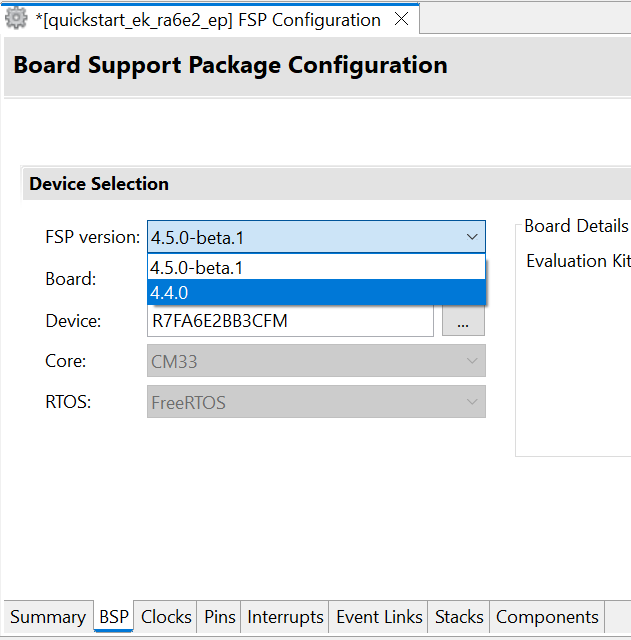 *[quickstart_ek_ra6e2_ep] FSP Configuration
Board Support Package Configuration
Device Selection
FSP version: 4.5.0-beta.1
4.5.0-beta.1
4.4.0
Board:
Device: R7FA6E2BB3CFM ...
Core: CM33
RTOS: FreeRTOS
Board Details
Evaluation Kit
Summary BSP Clocks Pins Interrupts Event Links Stacks Components